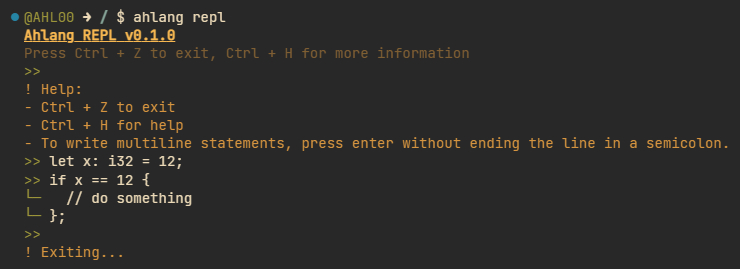 @AHL00 ➜ / $ ahlang repl
Ahlang REPL v0.1.0
Press Ctrl + Z to exit, Ctrl + H for more information
>>
! Help:
- Ctrl + Z to exit
- Ctrl + H for help
- To write multiline statements, press enter without ending the line in a semicolon.
>> let x: i32 = 12;
>> if x == 12 {
└─   // do something
└─ };
>>
! Exiting...